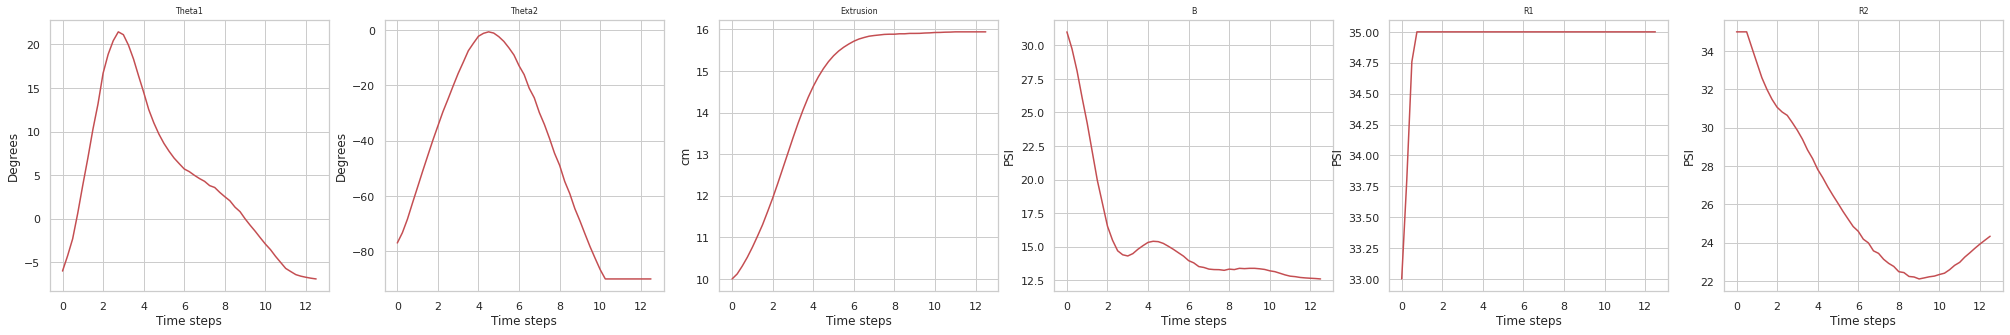 Theta1
20
15
10
5
0
−5
Degrees
0 2 4 6 8 10 12
Time steps
Theta2
0
−20
−40
−60
−80
Degrees
0 2 4 6 8 10 12
Time steps
Extrusion
16
15
14
13
12
11
10
cm
0 2 4 6 8 10 12
Time steps
B
30.0
27.5
25.0
22.5
20.0
17.5
15.0
12.5
PSI
0 2 4 6 8 10 12
Time steps
R1
35.00
34.75
34.50
34.25
34.00
33.75
33.50
33.25
33.00
PSI
0 2 4 6 8 10 12
Time steps
R2
34
32
30
28
26
24
22
PSI
0 2 4 6 8 10 12
Time steps